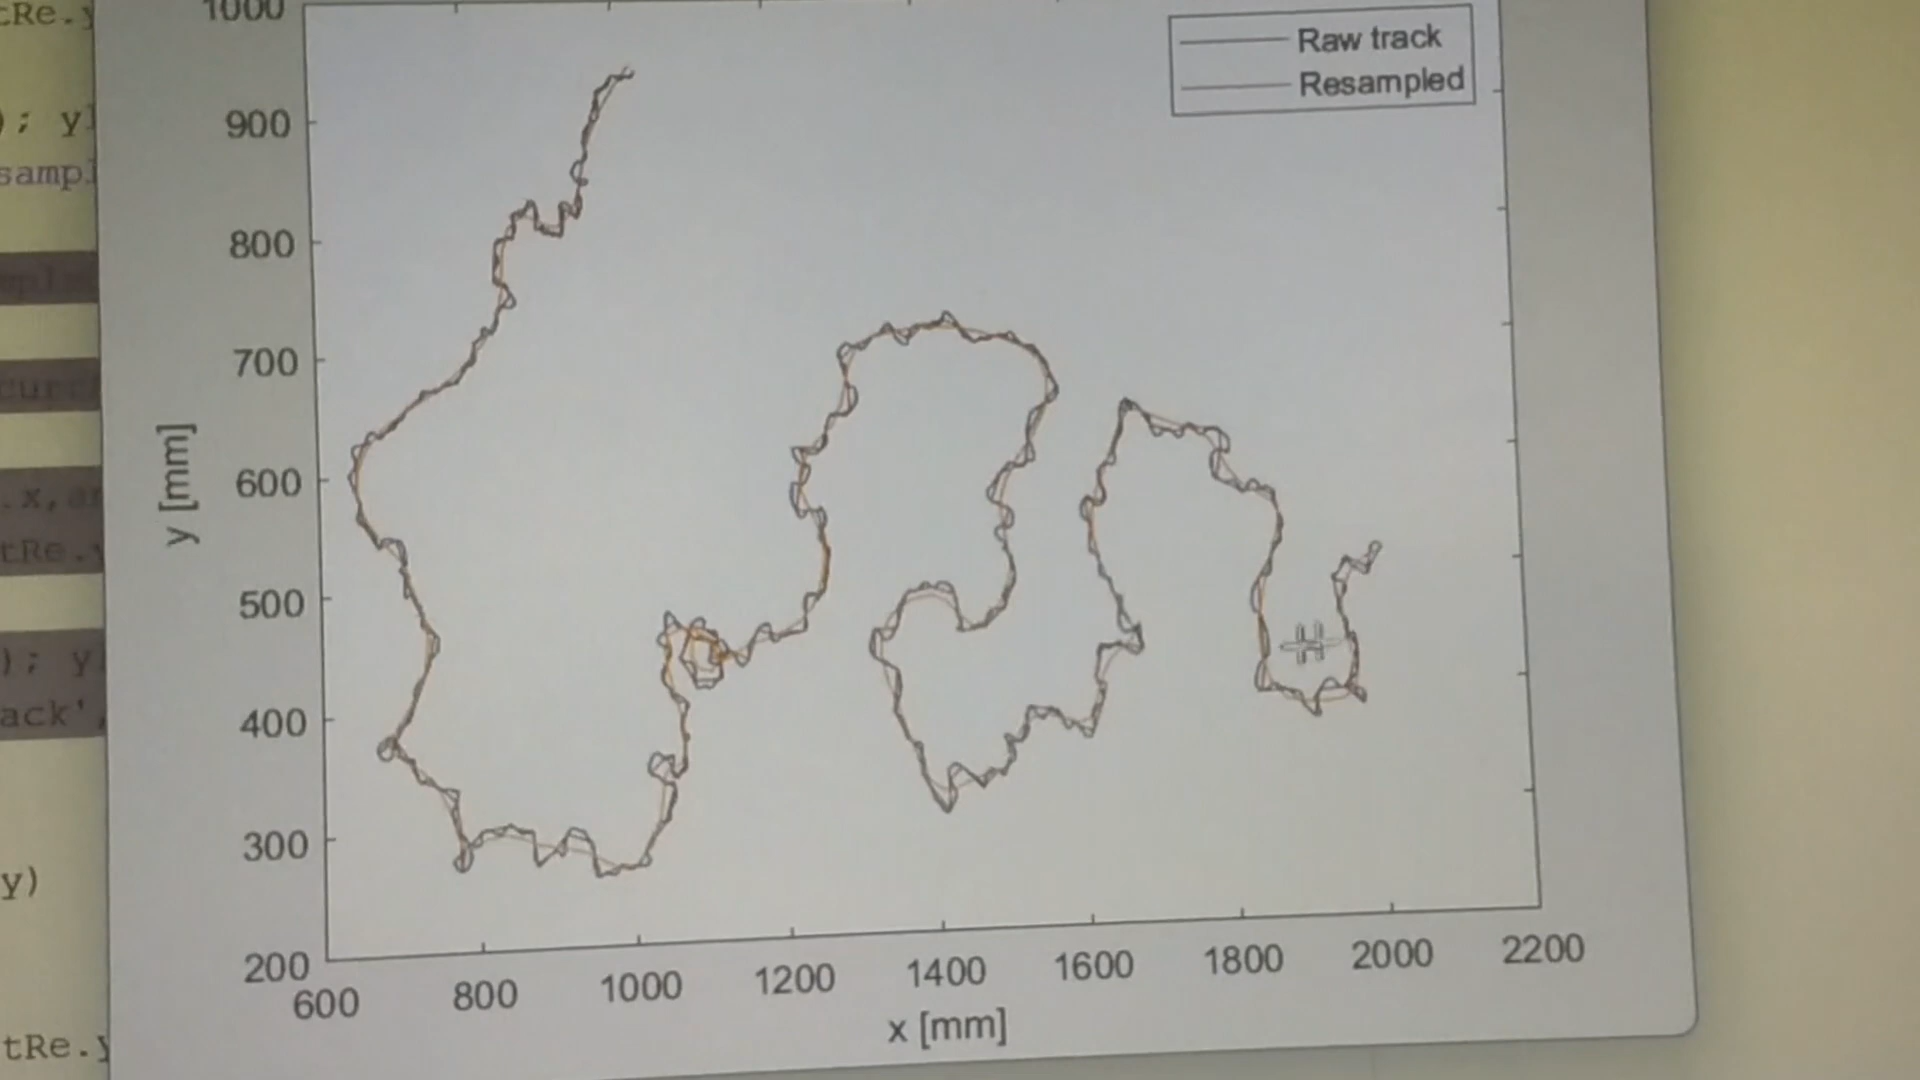 1000
Raw track
Resampled
900
800
700
600
500
400
300
200
600
800
1000
1200
1400
1600
1800
2000
2200
x [mm]
y [mm]
tRe.y
); y
sampl
.x,a
tRe.y
); y
ack',
y)
tRe.y